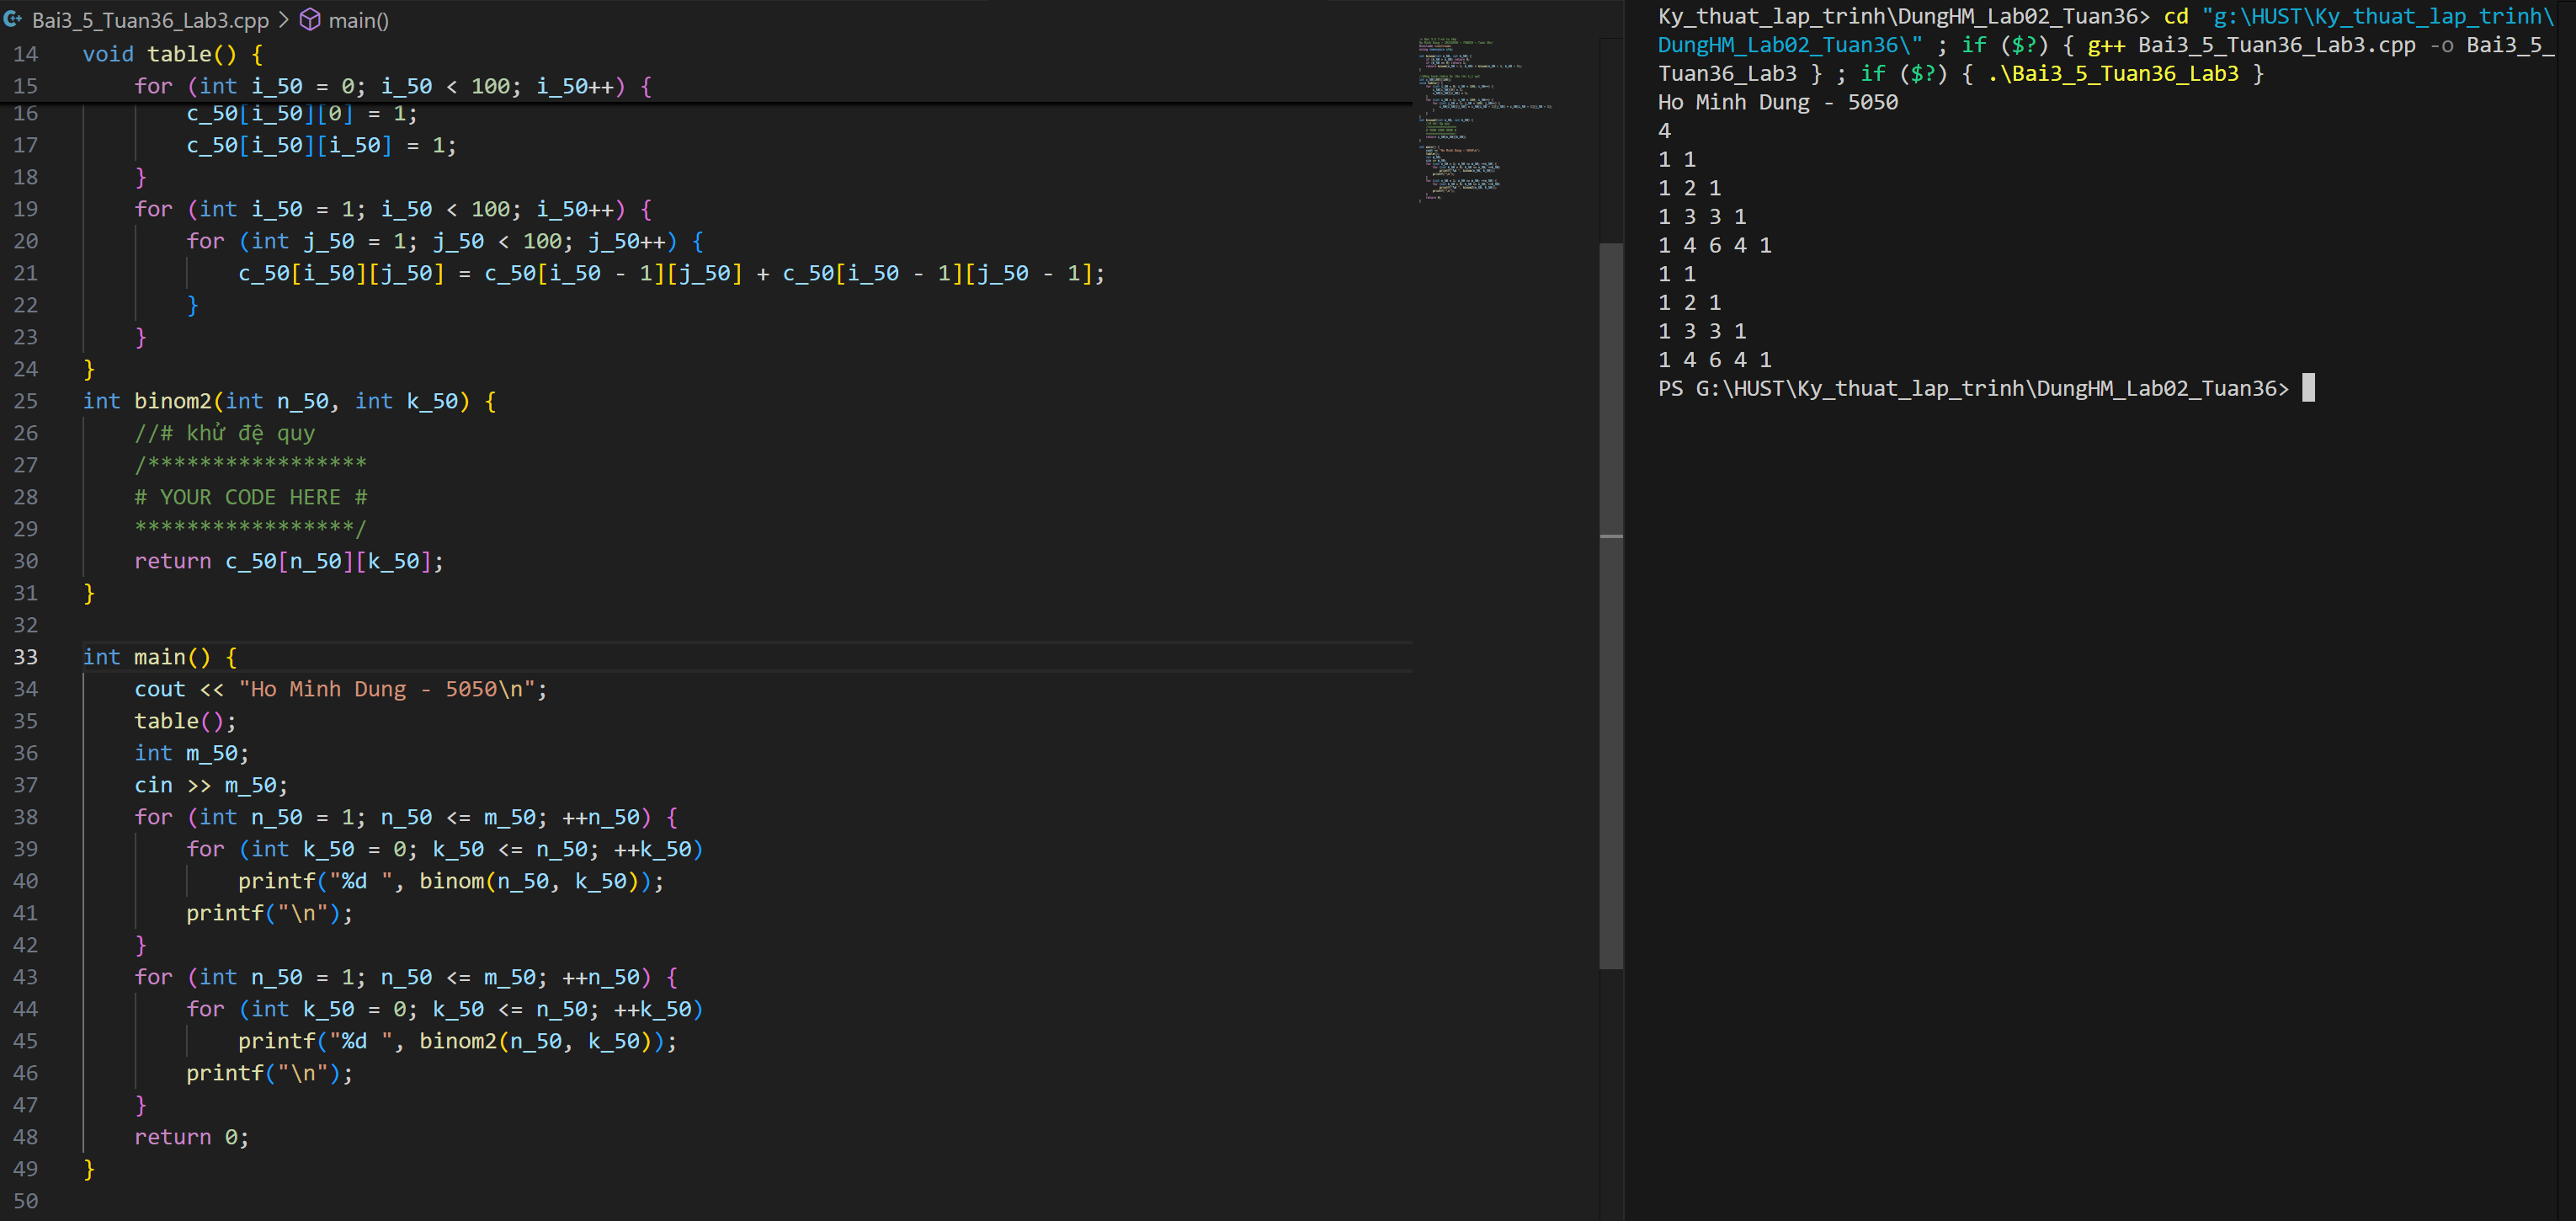 Bai3_5_Tuan36_Lab3.cpp > main()
14 void table() {
15 for (int i_50 = 0; i_50 < 100; i_50++) {
16 c_50[i_50][0] = 1;
17 c_50[i_50][i_50] = 1;
18 }
19 for (int i_50 = 1; i_50 < 100; i_50++) {
20 for (int j_50 = 1; j_50 < 100; j_50++) {
21 c_50[i_50][j_50] = c_50[i_50 - 1][j_50] + c_50[i_50 - 1][j_50 - 1];
22 }
23 }
24 }
25 int binom2(int n_50, int k_50) {
26 //# khử đệ quy
27 /*****************
28 # YOUR CODE HERE #
29 *****************/
30 return c_50[n_50][k_50];
31 }
32
33 int main() {
34 cout << "Ho Minh Dung - 5050\n";
35 table();
36 int m_50;
37 cin >> m_50;
38 for (int n_50 = 1; n_50 <= m_50; ++n_50) {
39 for (int k_50 = 0; k_50 <= n_50; ++k_50)
40 printf("%d ", binom(n_50, k_50));
41 printf("\n");
42 }
43 for (int n_50 = 1; n_50 <= m_50; ++n_50) {
44 for (int k_50 = 0; k_50 <= n_50; ++k_50)
45 printf("%d ", binom2(n_50, k_50));
46 printf("\n");
47 }
48 return 0;
49 }
50
Ky_thuat_lap_trinh\DungHM_Lab02_Tuan36> cd "g:\HUST\Ky_thuat_lap_trinh\
DungHM_Lab02_Tuan36\" ; if ($?) { g++ Bai3_5_Tuan36_Lab3.cpp -o Bai3_5_
Tuan36_Lab3 } ; if ($?) { .\Bai3_5_Tuan36_Lab3 }
Ho Minh Dung - 5050
4
1 1
1 2 1
1 3 3 1
1 4 6 4 1
1 1
1 2 1
1 3 3 1
1 4 6 4 1
PS G:\HUST\Ky_thuat_lap_trinh\DungHM_Lab02_Tuan36>